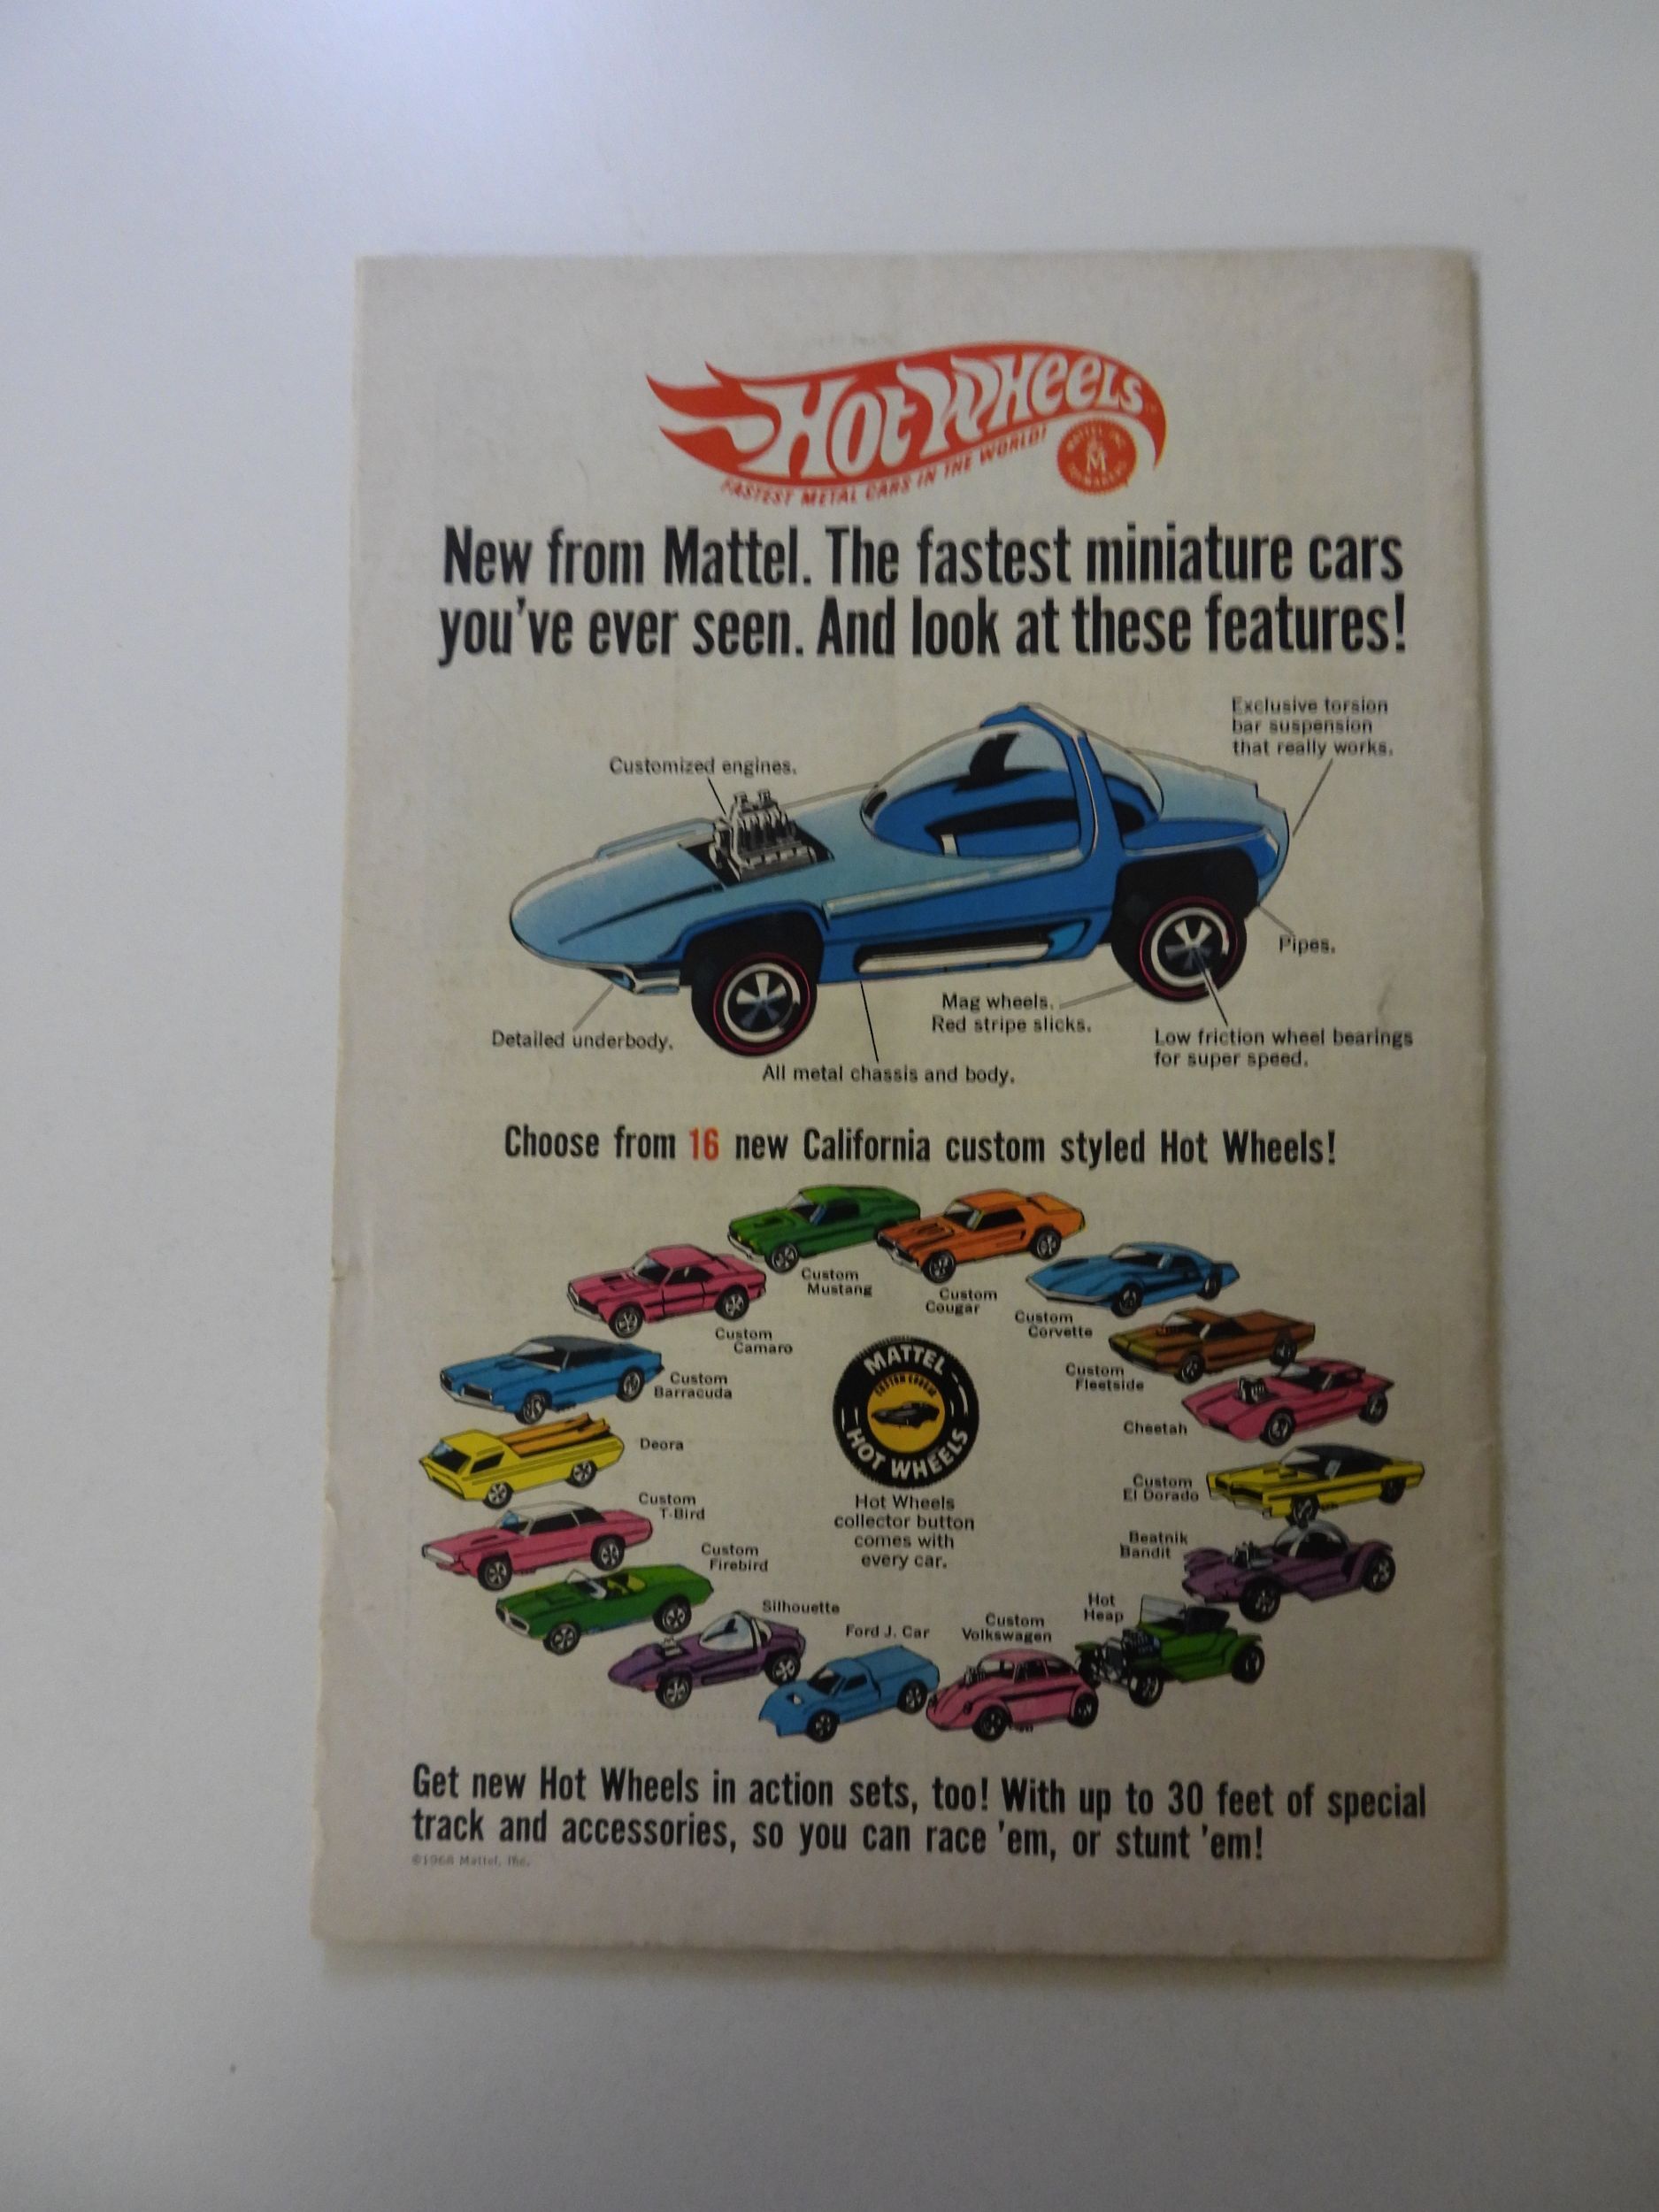 HOT WHEELS
FASTEST METAL CARS IN THE WORLD!
MATTEL, INC.
M
TOYMAKERS
New from Mattel. The fastest miniature cars
you've ever seen. And look at these features!
Exclusive torsion
bar suspension
that really works.
Customized engines.
Pipes.
Mag wheels.
Red stripe slicks.
Detailed underbody.
Low friction wheel bearings
for super speed.
All metal chassis and body.
Choose from 16 new California custom styled Hot Wheels!
Custom
Mustang
Custom
Cougar
Custom
Corvette
Custom
Camaro
Custom
Fleetside
Custom
Barracuda
Cheetah
Deora
Custom
El Dorado
Custom
T-Bird
Beatnik
Bandit
Custom
Firebird
Hot
Heap
Silhouette
Ford J. Car
Custom
Volkswagen
MATTEL
HOT WHEELS
Hot Wheels
collector button
comes with
every car.
Get new Hot Wheels in action sets, too! With up to 30 feet of special
track and accessories, so you can race 'em, or stunt 'em!
©1968 Mattel, Inc.